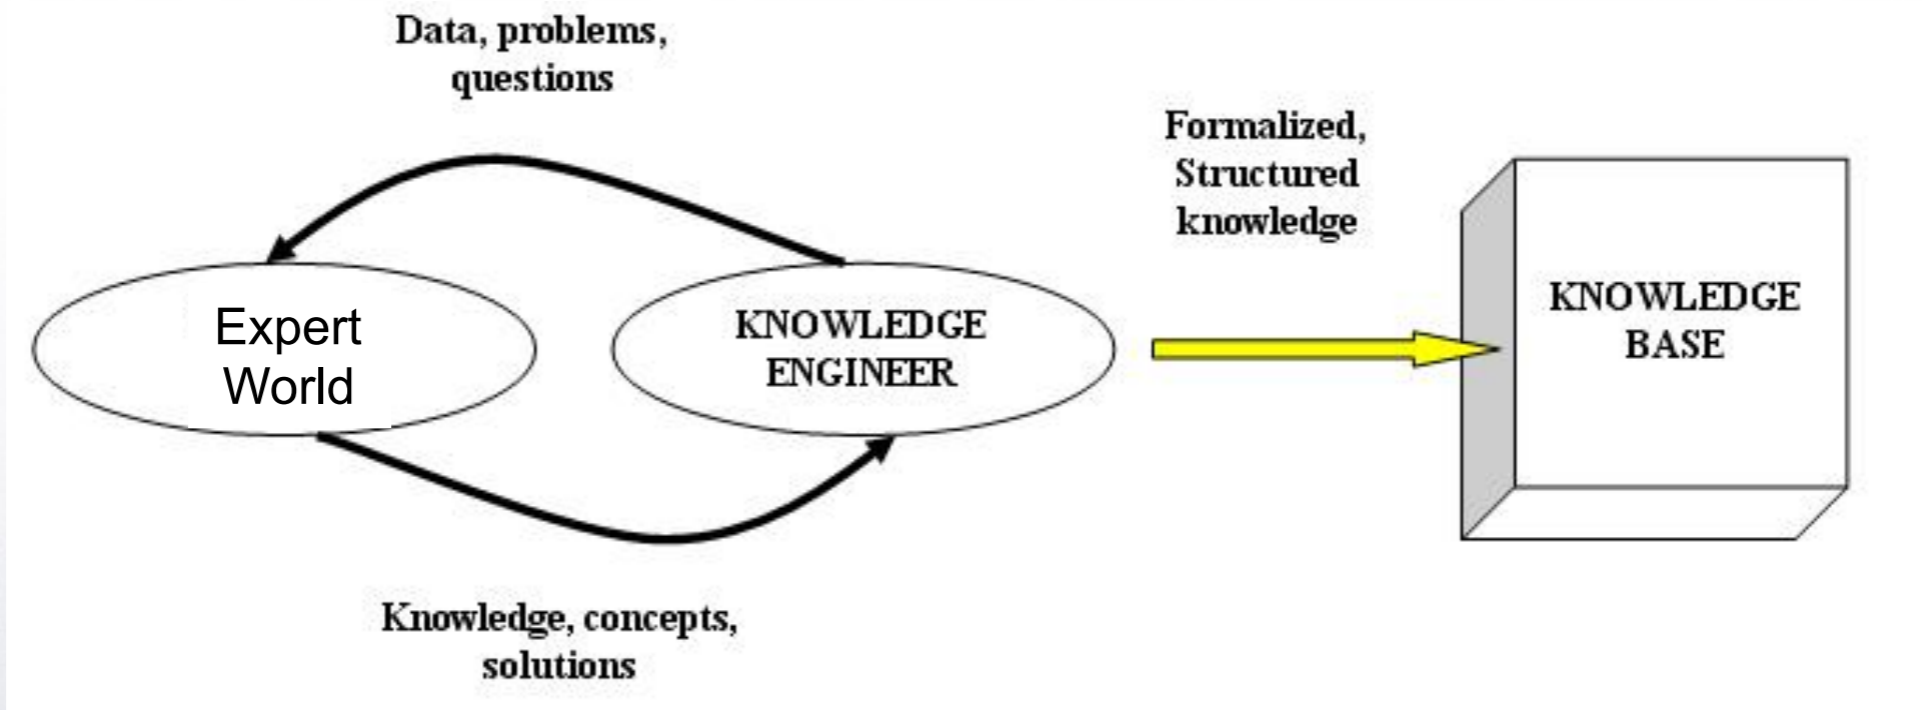 Data, problems,
questions
Formalized,
Structured
knowledge
Expert
World
KNOWLEDGE
ENGINEER
KNOWLEDGE
BASE
Knowledge, concepts,
solutions